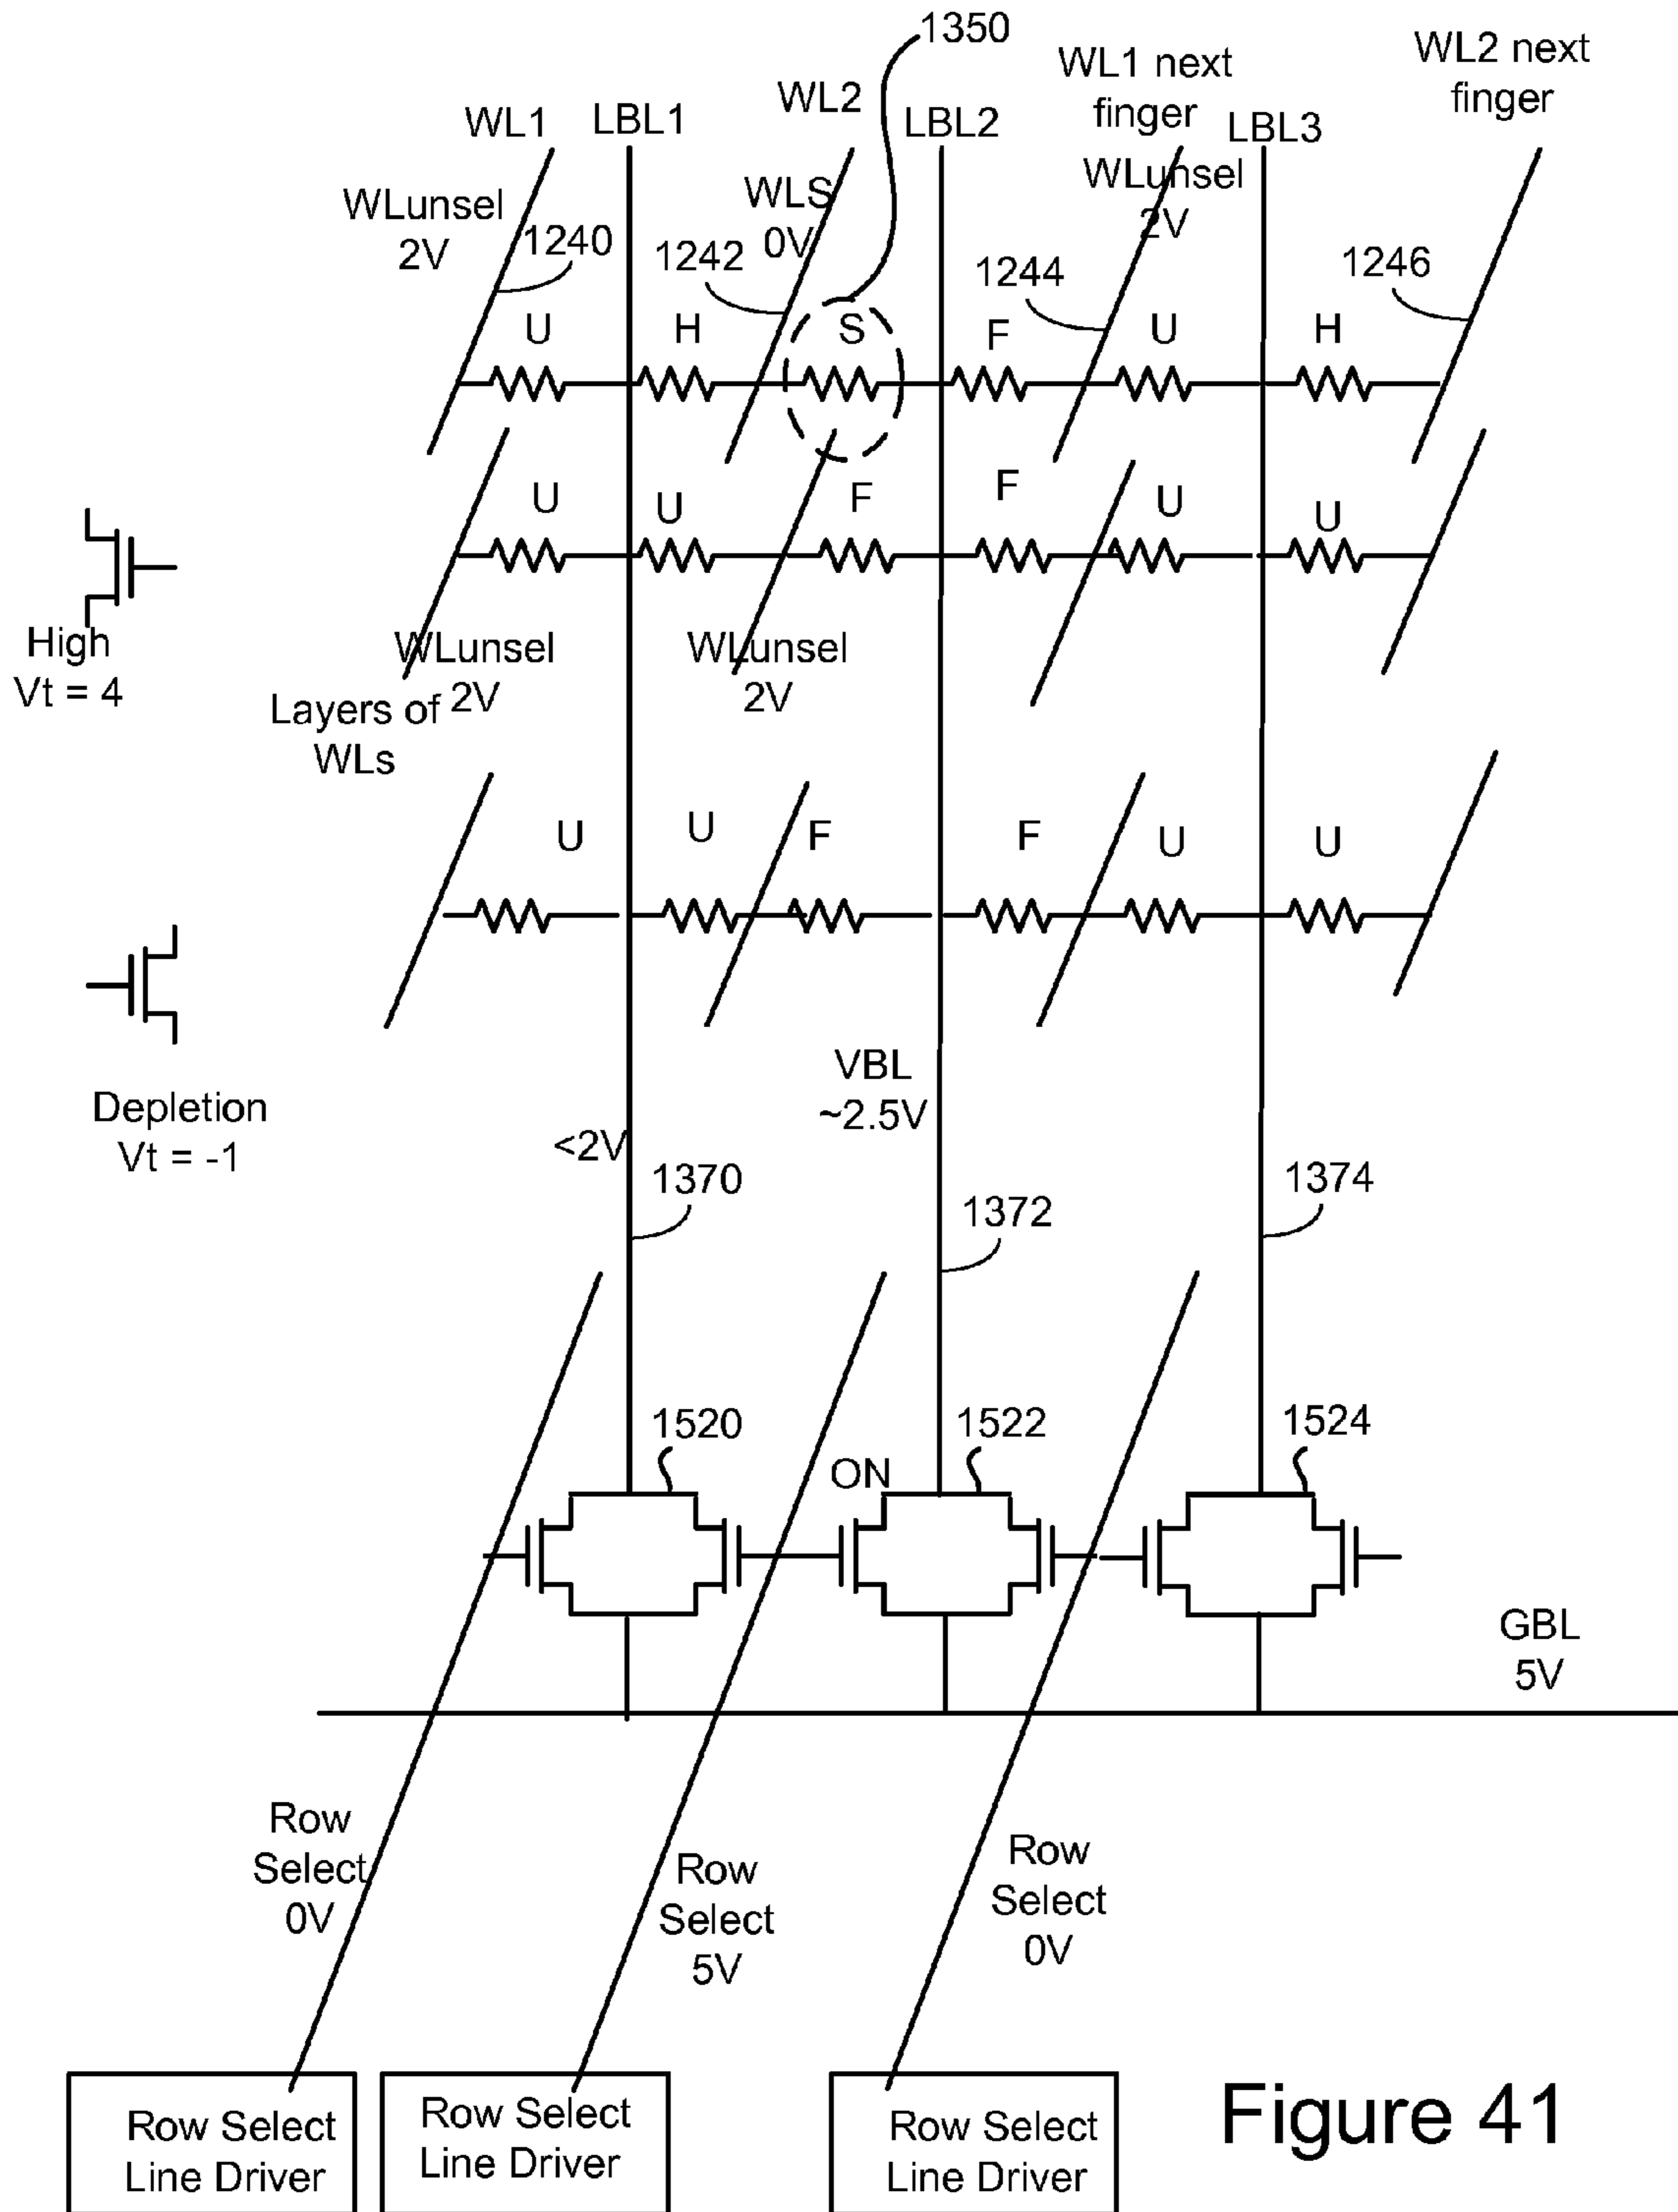 1350
WL1
LBL1
WL2
LBL2
WL1 next
finger
LBL3
WL2 next
finger
WLunsel
2V
1240
WLS
0V
1242
WLunsel
2V
1244
1246
U
H
S
F
U
H
U
U
F
F
U
U
High
Vt = 4
WLunsel
2V
WLunsel
2V
Layers of
WLs
U
U
F
F
U
U
Depletion
Vt = -1
VBL
~2.5V
<2V
1370
1372
1374
1520
ON
1522
1524
GBL
5V
Row
Select
0V
Row
Select
5V
Row
Select
0V
Row Select
Line Driver
Row Select
Line Driver
Row Select
Line Driver
Figure 41